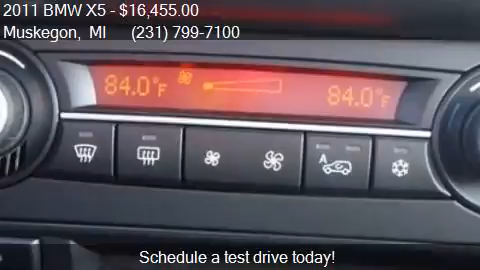 2011 BMW X5 - $16,455.00
Muskegon, MI (231) 799-7100
84.0°F 84.0°F
A
Schedule a test drive today!